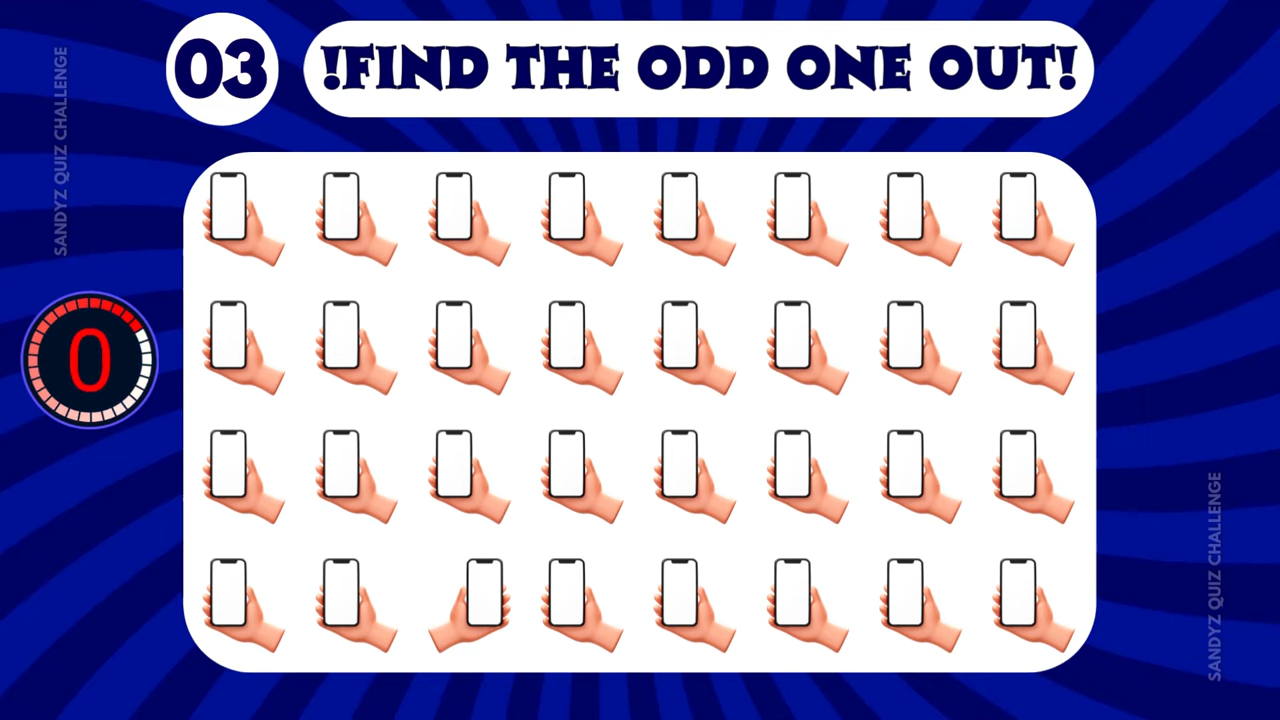 03
!FIND THE ODD ONE OUT!
SANDYZ QUIZ CHALLENGE
0
SANDYZ QUIZ CHALLENGE